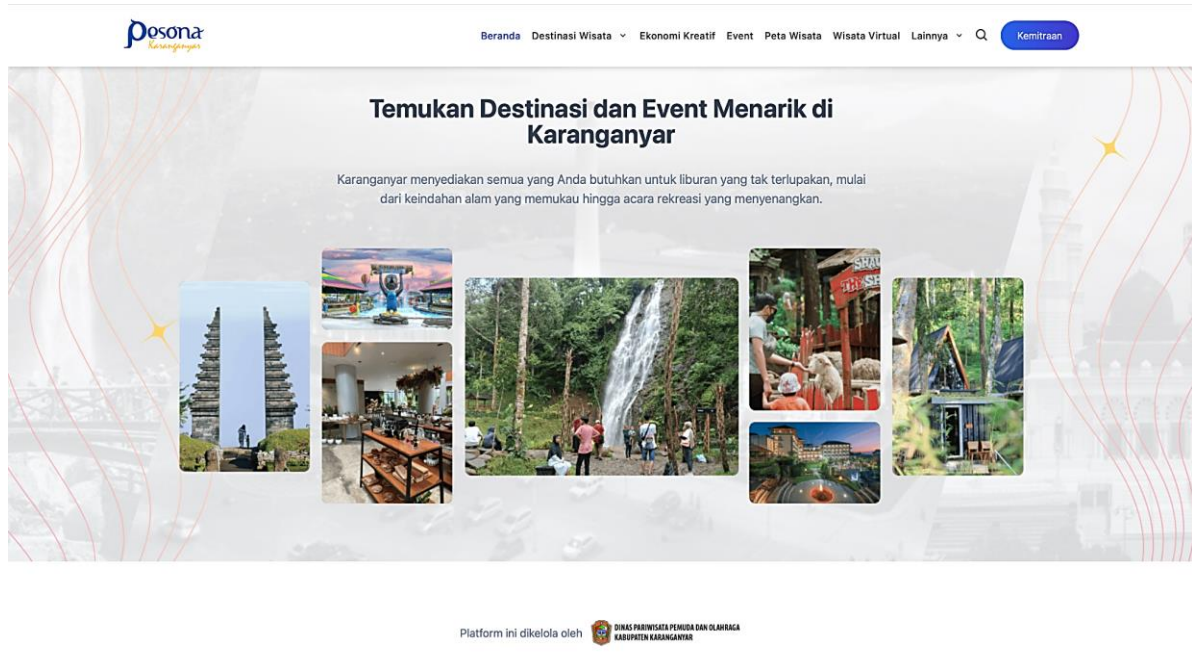 Pesona
Karanganyar
Beranda Destinasi Wisata Ekonomi Kreatif Event Peta Wisata Wisata Virtual Lainnya Kemitraan
Temukan Destinasi dan Event Menarik di
Karanganyar
Karanganyar menyediakan semua yang Anda butuhkan untuk liburan yang tak terlupakan, mulai
dari keindahan alam yang memukau hingga acara rekreasi yang menyenangkan.
Platform ini dikelola oleh
DINAS PARIWISATA PEMUDA DAN OLAHRAGA
KABUPATEN KARANGANYAR